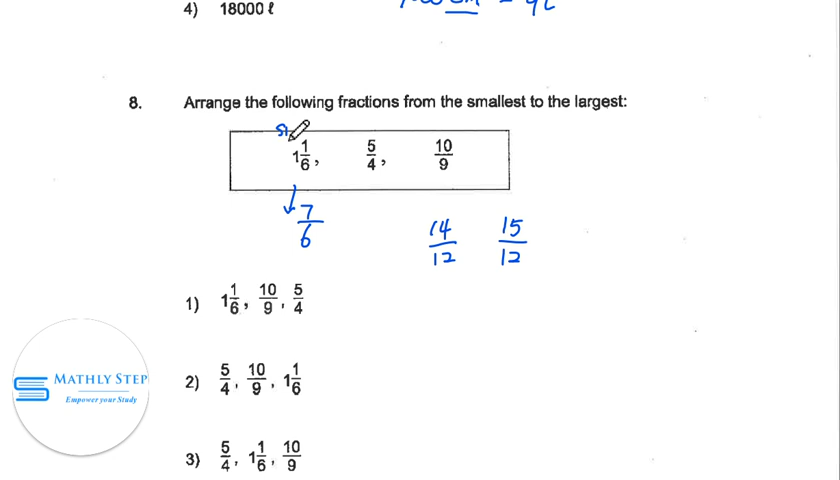 4) 18000 ℓ
8. Arrange the following fractions from the smallest to the largest:
1 1/6, 5/4, 10/9
7/6 14/12 15/12
1) 1 1/6, 10/9, 5/4
2) 5/4, 10/9, 1 1/6
3) 5/4, 1 1/6, 10/9
MATHLY STEP
Empower your Study